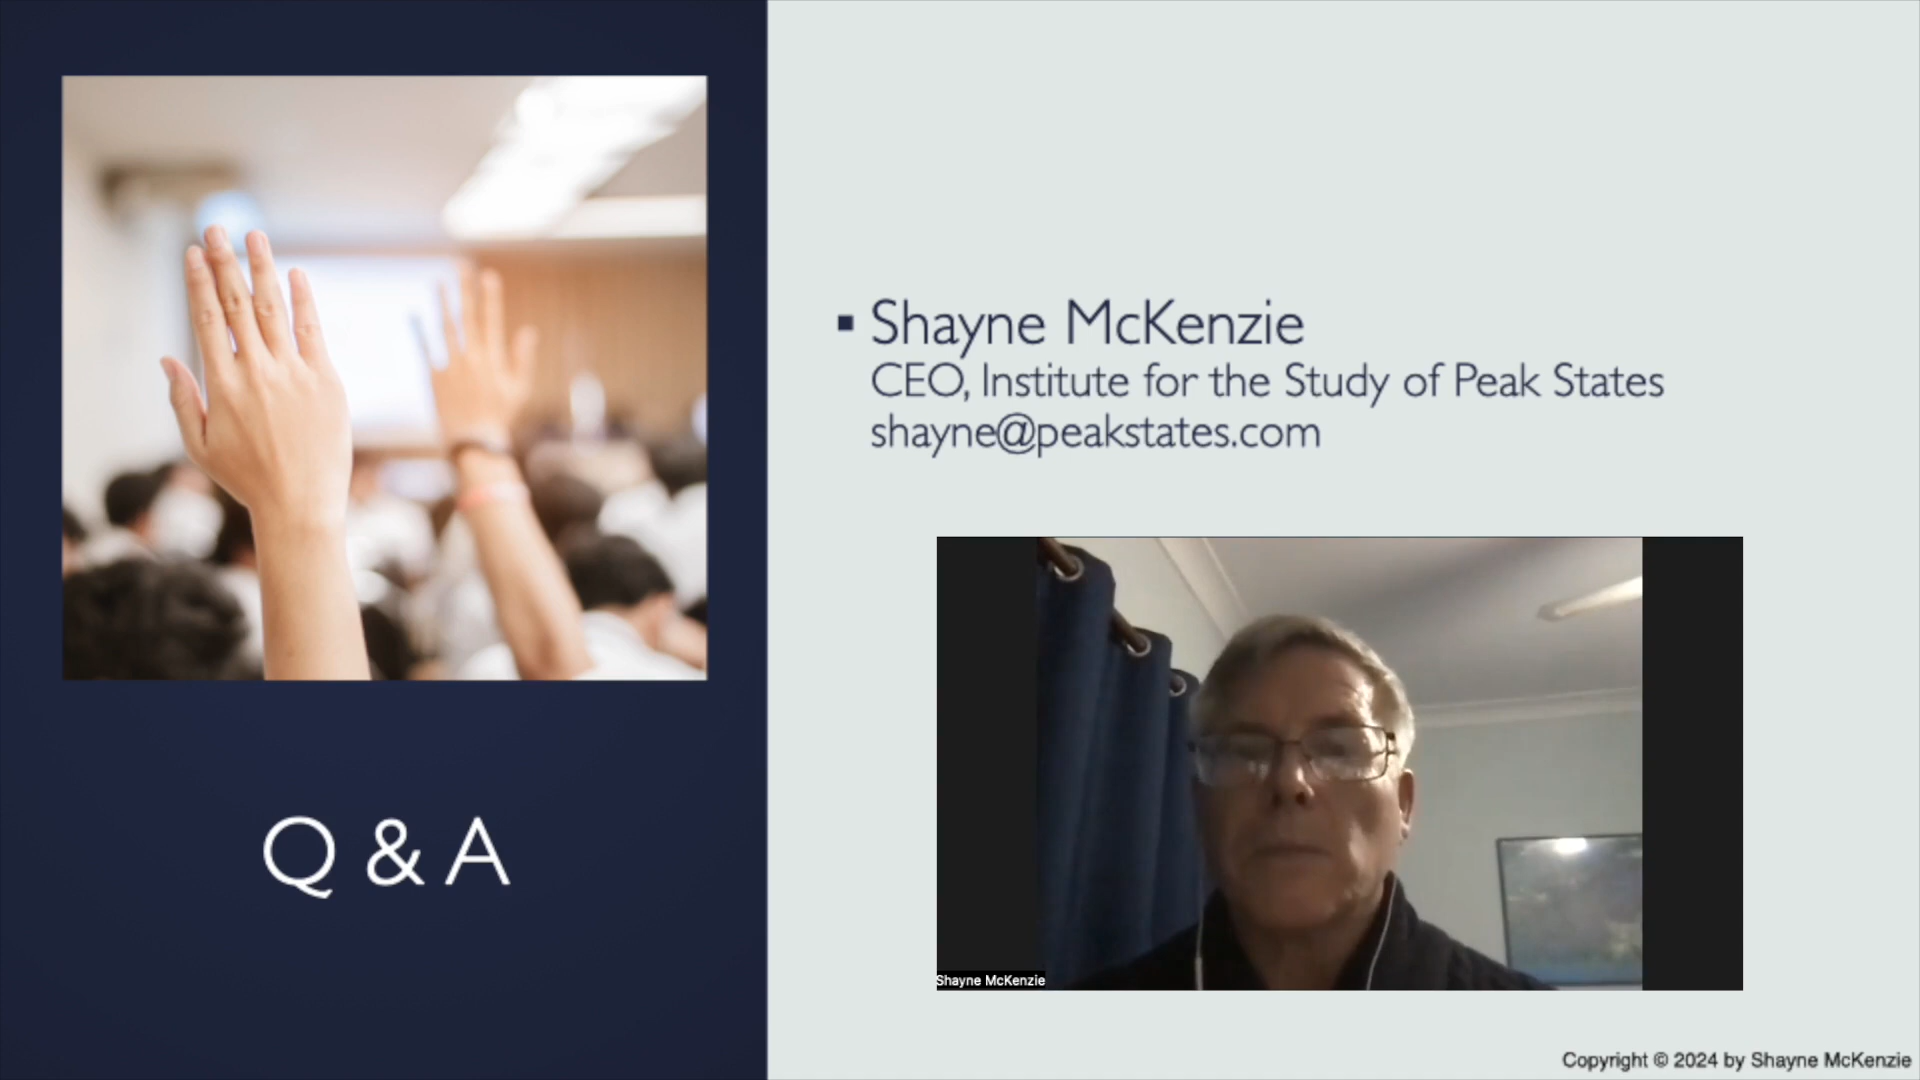 Q & A
▪ Shayne McKenzie
CEO, Institute for the Study of Peak States
shayne@peakstates.com
Shayne McKenzie
Copyright © 2024 by Shayne McKenzie